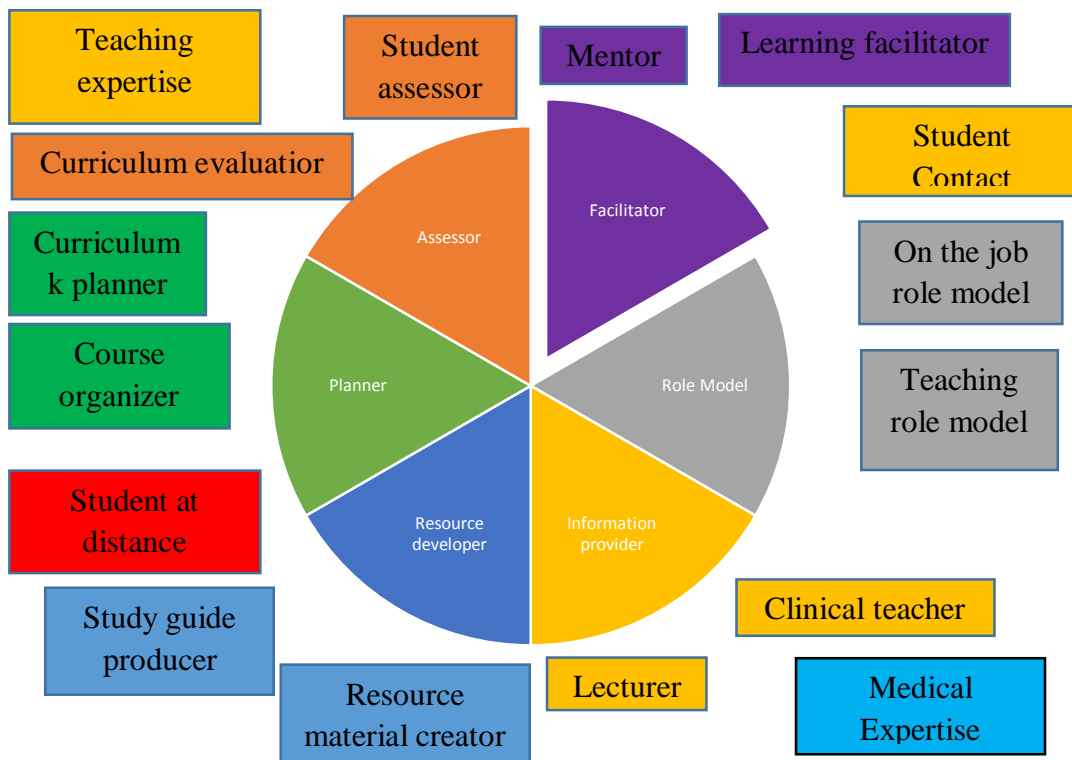 Teaching
expertise
Student
assessor
Mentor
Learning facilitator
Curriculum evaluatior
Student
Contact
Facilitator
Assessor
Curriculum
k planner
On the job
role model
Course
organizer
Planner
Role Model
Teaching
role model
Student at
distance
Resource
developer
Information
provider
Study guide
producer
Clinical teacher
Resource
material creator
Lecturer
Medical
Expertise